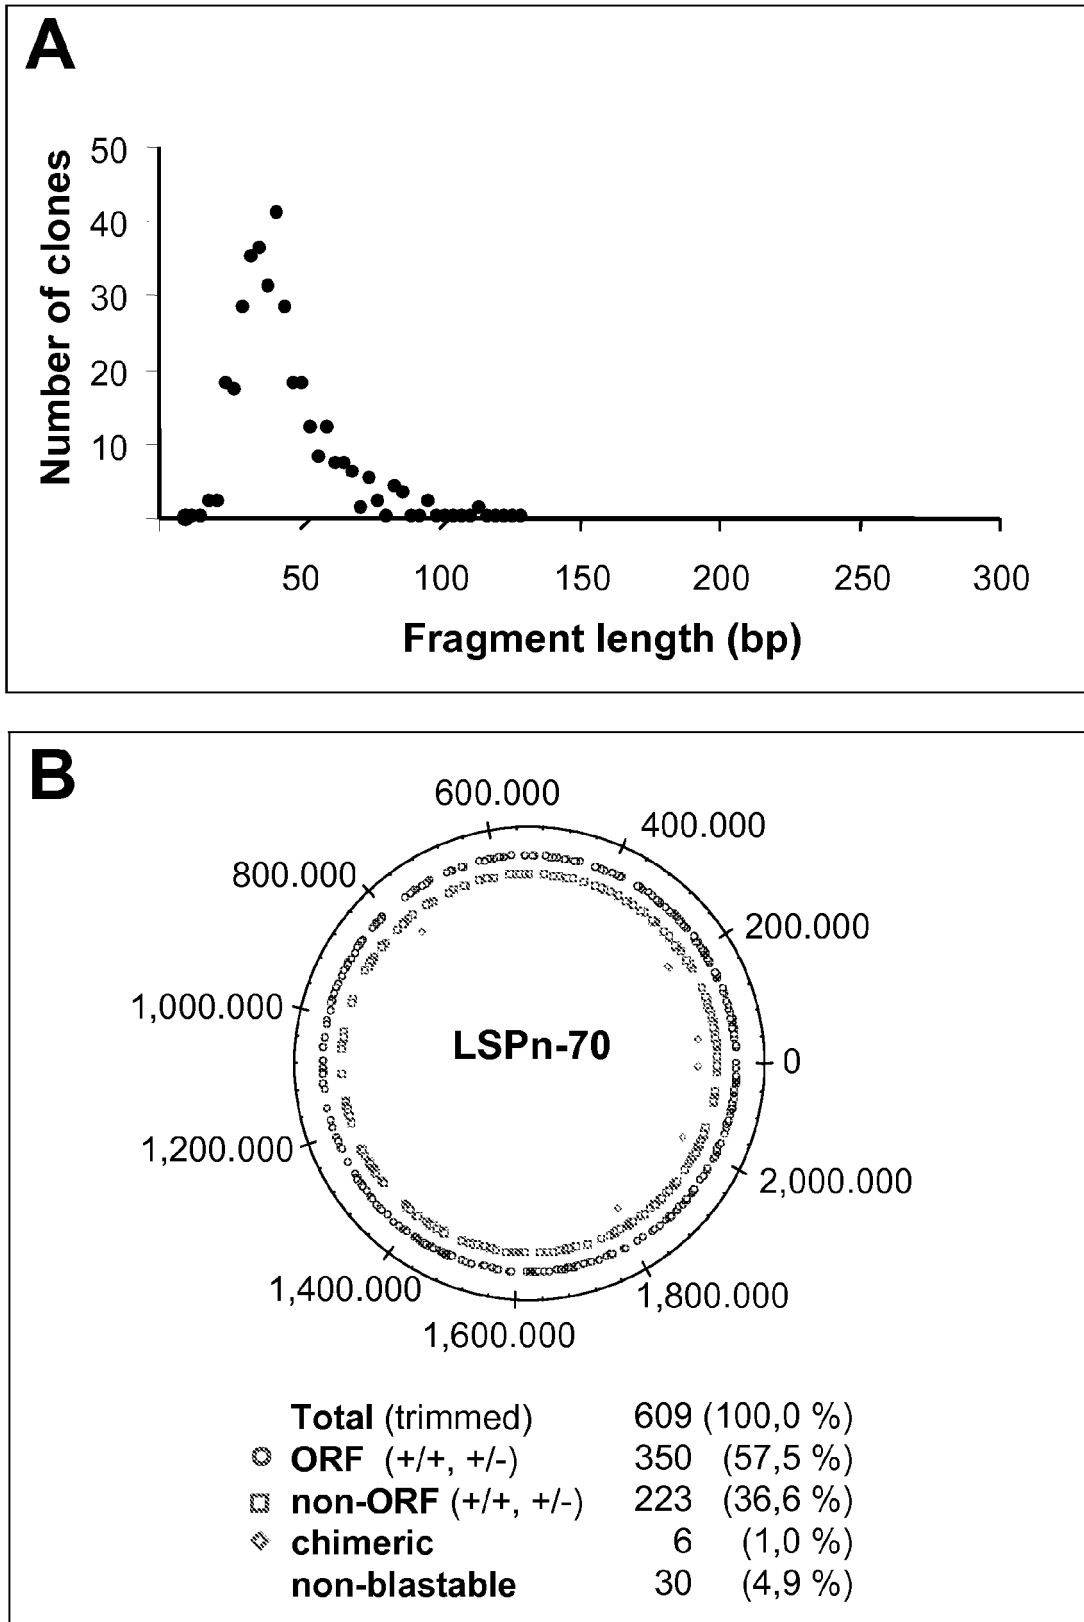 A
50
40
30
20
10
Number of clones
50 100 150 200 250 300
Fragment length (bp)
B
600.000
400.000
800.000
200.000
1,000.000
LSPn-70
0
1,200.000
2,000.000
1,400.000
1,800.000
1,600.000
Total (trimmed) 609 (100,0 %)
ORF (+/+, +/-) 350 (57,5 %)
non-ORF (+/+, +/-) 223 (36,6 %)
chimeric 6 (1,0 %)
non-blastable 30 (4,9 %)